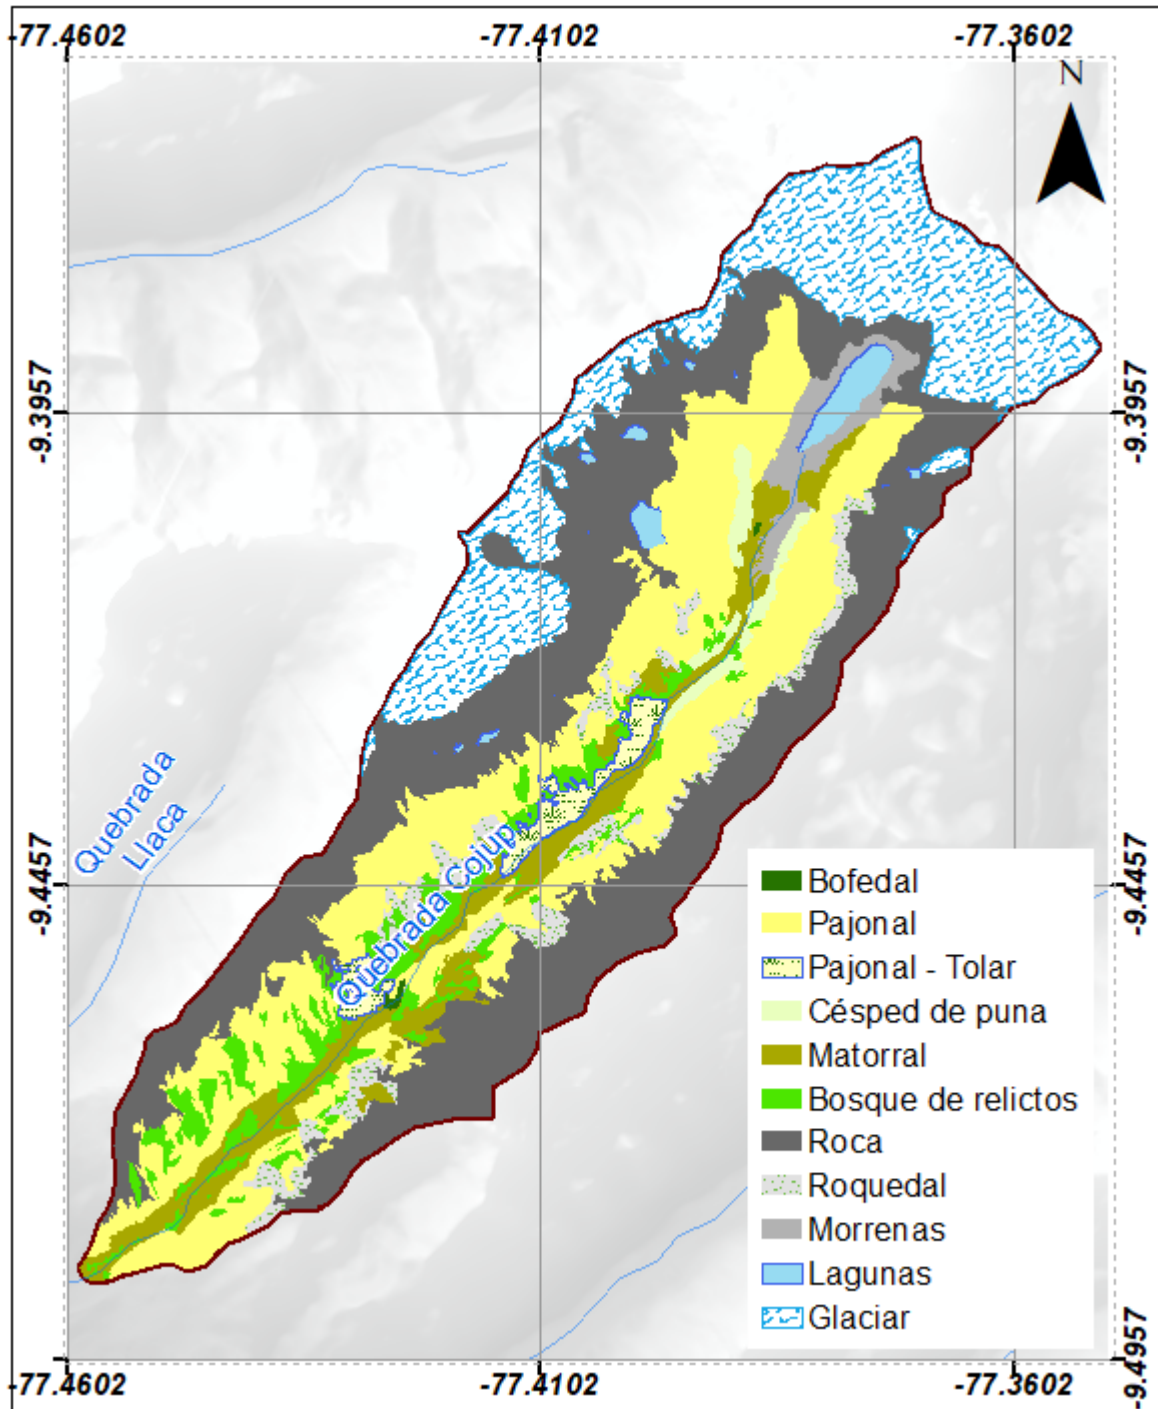 -77.4602 -77.4102 -77.3602
N
-9.3957 -9.3957
Quebrada
Llaca
Quebrada Cojup
-9.4457 -9.4457
Bofedal
Pajonal
Pajonal - Tolar
Césped de puna
Matorral
Bosque de relictos
Roca
Roquedal
Morrenas
Lagunas
Glaciar
-9.4957
-77.4602 -77.4102 -77.3602